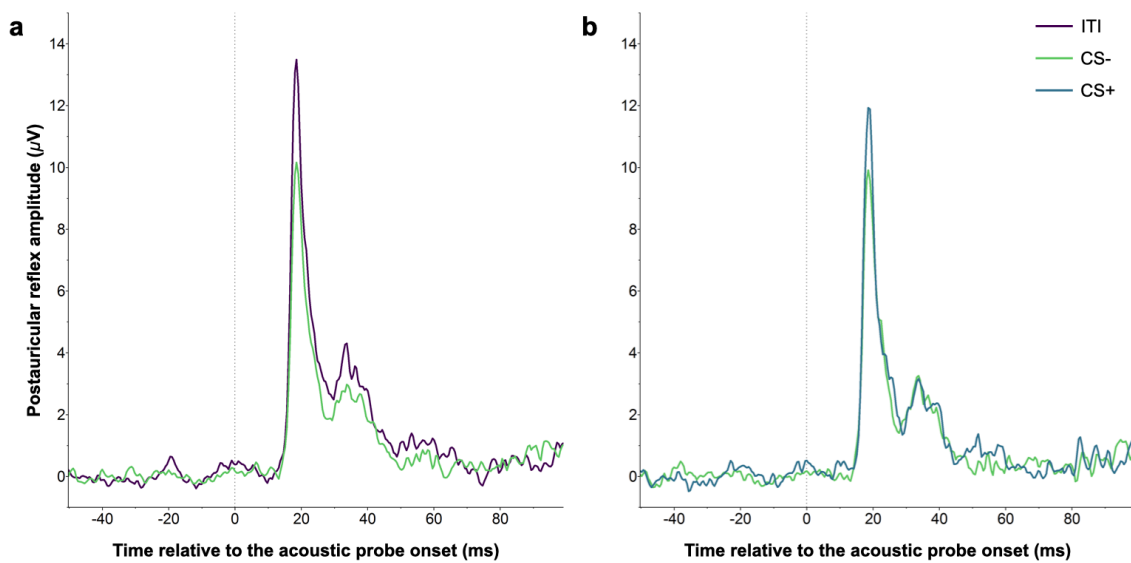 a
14
12
10
8
6
4
2
0
Postauricular reflex amplitude (µV)
-40 -20 0 20 40 60 80
Time relative to the acoustic probe onset (ms)
b
ITI
CS-
CS+
14
12
10
8
6
4
2
0
-40 -20 0 20 40 60 80
Time relative to the acoustic probe onset (ms)